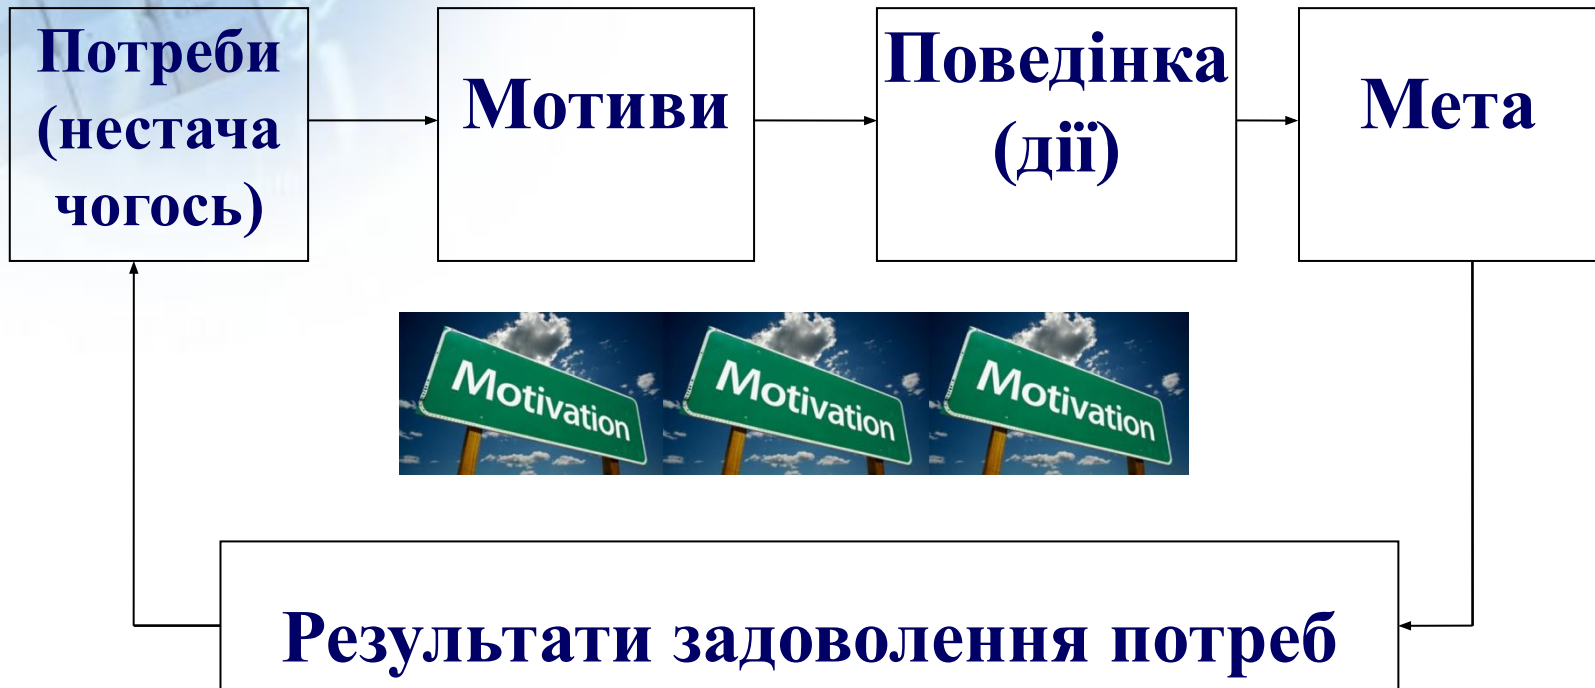 Потреби
(нестача
чогось)
Мотиви
Поведінка
(дії)
Мета
Motivation
Motivation
Motivation
Результати задоволення потреб